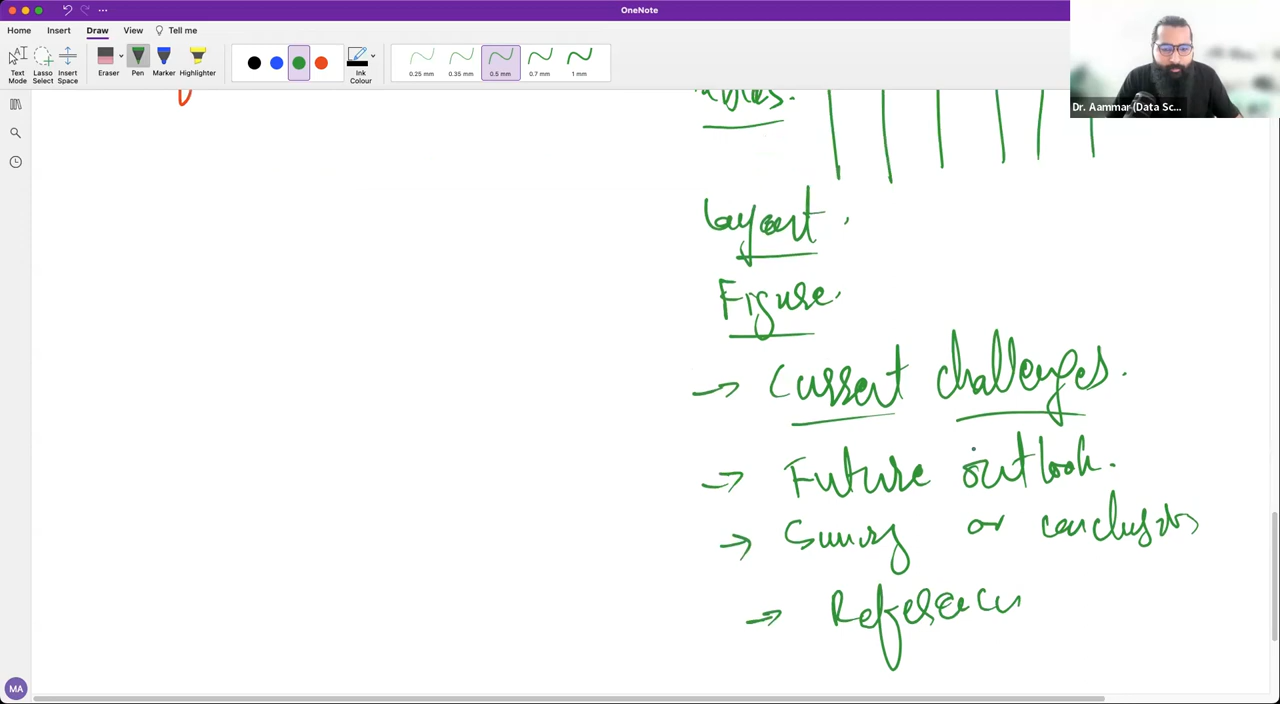 OneNote
Home Insert Draw View Tell me
Text Mode Lasso Select Insert Space Eraser Pen Marker Highlighter Ink Colour 0.25 mm 0.35 mm 0.5 mm 0.7 mm 1 mm
Dr. Aammar (Data Sc...
Layout.
Figure.
→ Current challenges.
→ Future outlook.
→ or conclusions
→ References
MA